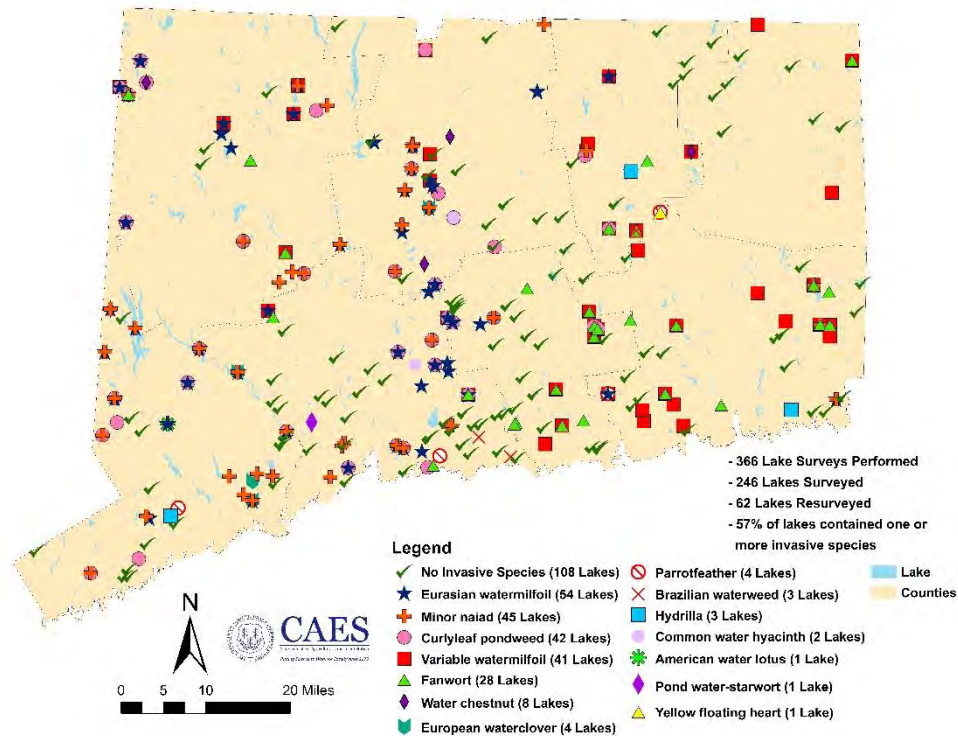 - 366 Lake Surveys Performed
- 246 Lakes Surveyed
- 62 Lakes Resurveyed
- 57% of lakes contained one or
more invasive species
Legend
No Invasive Species (108 Lakes)
Eurasian watermilfoil (54 Lakes)
Minor naiad (45 Lakes)
Curlyleaf pondweed (42 Lakes)
Variable watermilfoil (41 Lakes)
Fanwort (28 Lakes)
Water chestnut (8 Lakes)
European waterclover (4 Lakes)
Parrotfeather (4 Lakes)
Brazilian waterweed (3 Lakes)
Hydrilla (3 Lakes)
Common water hyacinth (2 Lakes)
American water lotus (1 Lake)
Pond water-starwort (1 Lake)
Yellow floating heart (1 Lake)
Lake
Counties
N
CAES
0 5 10 20 Miles